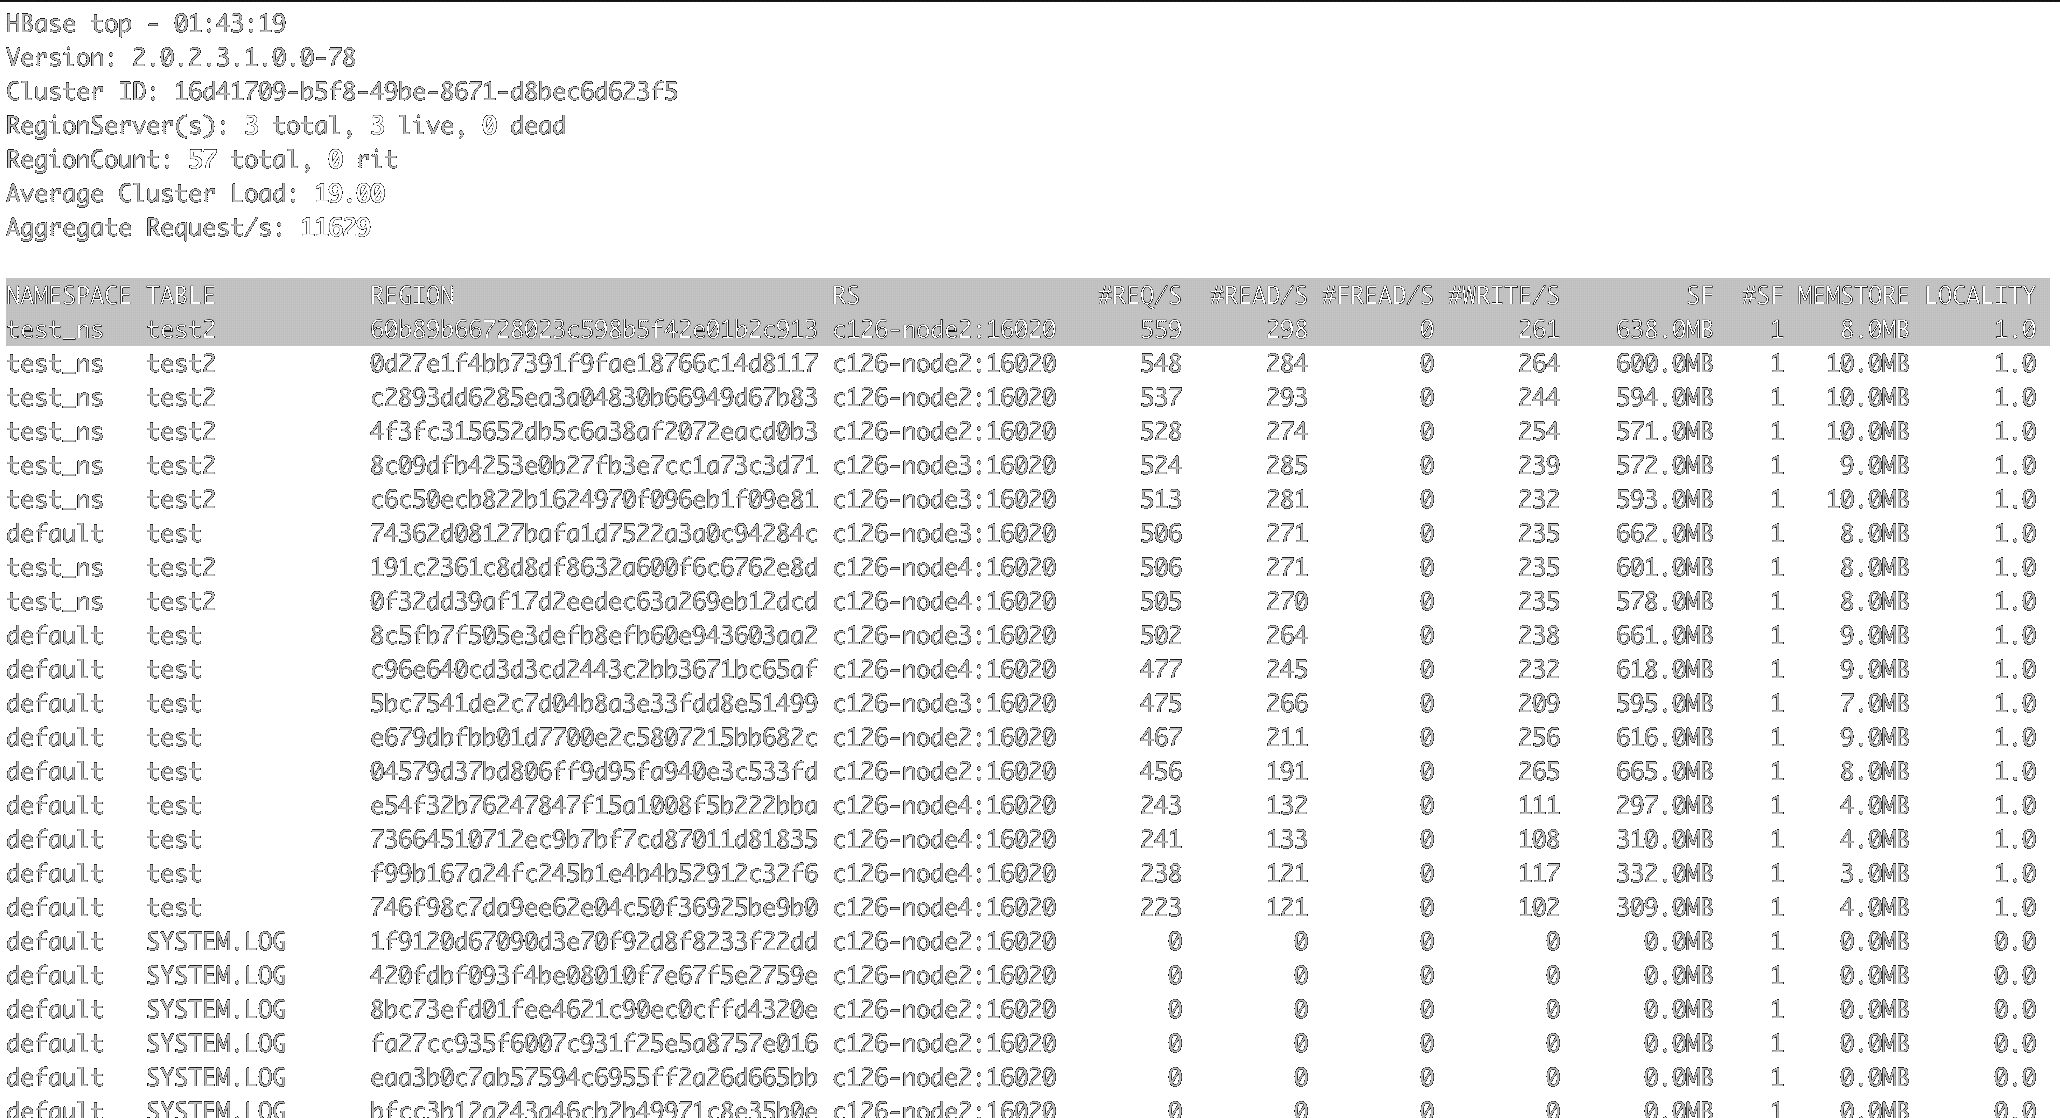 HBase top - 01:43:19
Version: 2.0.2.3.1.0.0-78
Cluster ID: 16d41709-b5f8-49be-8671-d8bec6d623f5
RegionServer(s): 3 total, 3 live, 0 dead
RegionCount: 57 total, 0 rit
Average Cluster Load: 19.00
Aggregate Request/s: 11629
NAMESPACE TABLE REGION RS #REQ/S #READ/S #FREAD/S #WRITE/S SF #SF MEMSTORE LOCALITY
test_ns test2 60b89b66728023c598b5f42e01b2c913 c126-node2:16020 559 298 0 261 638.0MB 1 8.0MB 1.0
test_ns test2 0d27e1f4bb7391f9fae18766c14d8117 c126-node2:16020 548 284 0 264 600.0MB 1 10.0MB 1.0
test_ns test2 c2893dd6285ea3a04830b66949d67b83 c126-node2:16020 537 293 0 244 594.0MB 1 10.0MB 1.0
test_ns test2 4f3fc315652db5c6a38af2072eacd0b3 c126-node2:16020 528 274 0 254 571.0MB 1 10.0MB 1.0
test_ns test2 8c09dfb4253e0b27fb3e7cc1a73c3d71 c126-node3:16020 524 285 0 239 572.0MB 1 9.0MB 1.0
test_ns test2 c6c50ecb822b1624970f096eb1f09e81 c126-node3:16020 513 281 0 232 593.0MB 1 10.0MB 1.0
default test 74362d08127bafa1d7522a3a0c94284c c126-node3:16020 506 271 0 235 662.0MB 1 8.0MB 1.0
test_ns test2 191c2361c8d8df8632a600f6c6762e8d c126-node4:16020 506 271 0 235 601.0MB 1 8.0MB 1.0
test_ns test2 0f32dd39af17d2eedec63a269eb12dcd c126-node4:16020 505 270 0 235 578.0MB 1 8.0MB 1.0
default test 8c5fb7f505e3defb8efb60e943603aa2 c126-node3:16020 502 264 0 238 661.0MB 1 9.0MB 1.0
default test c96e640cd3d3cd2443c2bb3671bc65af c126-node4:16020 477 245 0 232 618.0MB 1 9.0MB 1.0
default test 5bc7541de2c7d04b8a3e33fdd8e51499 c126-node3:16020 475 266 0 209 595.0MB 1 7.0MB 1.0
default test e679dbfbb01d7700e2c5807215bb682c c126-node2:16020 467 211 0 256 616.0MB 1 9.0MB 1.0
default test 04579d37bd806ff9d95fa940e3c533fd c126-node2:16020 456 191 0 265 665.0MB 1 8.0MB 1.0
default test e54f32b76247847f15a1008f5b222bba c126-node4:16020 243 132 0 111 297.0MB 1 4.0MB 1.0
default test 73664510712ec9b7bf7cd87011d81835 c126-node4:16020 241 133 0 108 310.0MB 1 4.0MB 1.0
default test f99b167a24fc245b1e4b4b52912c32f6 c126-node4:16020 238 121 0 117 332.0MB 1 3.0MB 1.0
default test 746f98c7da9ee62e04c50f36925be9b0 c126-node4:16020 223 121 0 102 309.0MB 1 4.0MB 1.0
default SYSTEM.LOG 1f9120d67090d3e70f92d8f8233f22dd c126-node2:16020 0 0 0 0 0.0MB 1 0.0MB 0.0
default SYSTEM.LOG 420fdbf093f4be08010f7e67f5e2759e c126-node2:16020 0 0 0 0 0.0MB 1 0.0MB 0.0
default SYSTEM.LOG 8bc73efd01fee4621c90ec0cffd4320e c126-node2:16020 0 0 0 0 0.0MB 1 0.0MB 0.0
default SYSTEM.LOG fa27cc935f6007c931f25e5a8757e016 c126-node2:16020 0 0 0 0 0.0MB 1 0.0MB 0.0
default SYSTEM.LOG eaa3b0c7ab57594c6955ff2a26d665bb c126-node2:16020 0 0 0 0 0.0MB 1 0.0MB 0.0
default SYSTEM.LOG bfcc3b12a243a46cb2b49971c8e35b0e c126-node2:16020 0 0 0 0 0.0MB 1 0.0MB 0.0